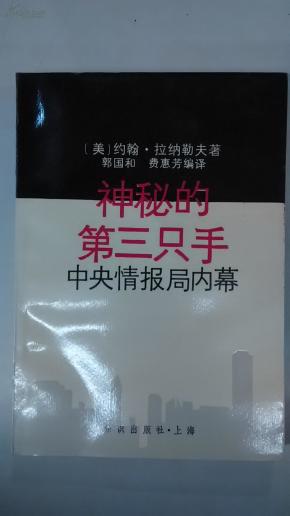 〔美〕约翰·拉纳勒夫著
郭国和 费惠芳编译
神秘的
第三只手
中央情报局内幕
知识出版社·上海